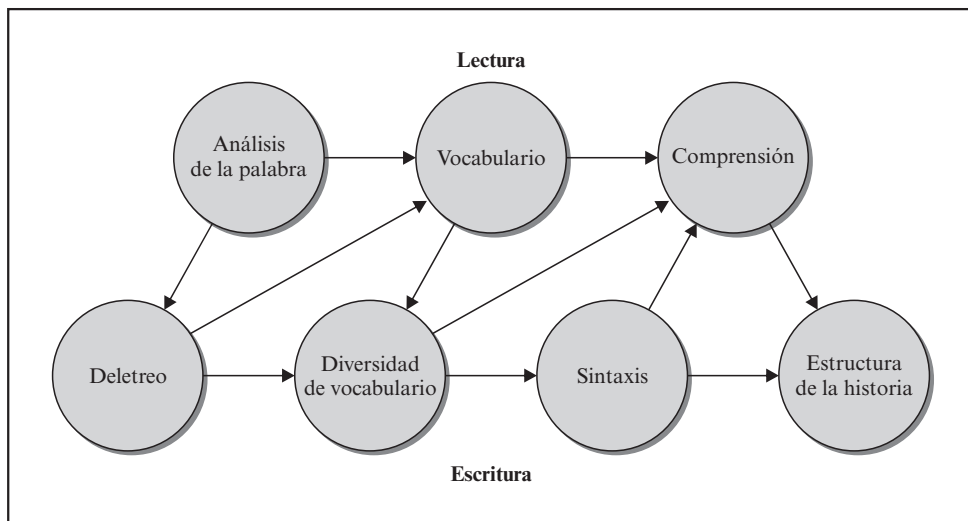 Lectura
Análisis
de la palabra
Vocabulario
Comprensión
Deletreo
Diversidad
de vocabulario
Sintaxis
Estructura
de la historia
Escritura